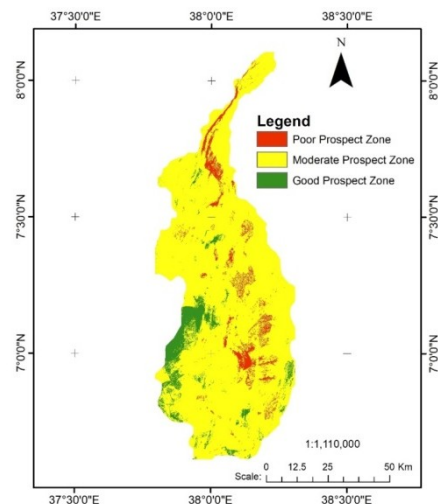 37°30'0"E 38°0'0"E 38°30'0"E
N
8°0'0"N 8°0'0"N
Legend
Poor Prospect Zone
Moderate Prospect Zone
Good Prospect Zone
7°30'0"N 7°30'0"N
7°0'0"N 7°0'0"N
1:1,110,000
Scale: 0 12.5 25 50 Km
37°30'0"E 38°0'0"E 38°30'0"E